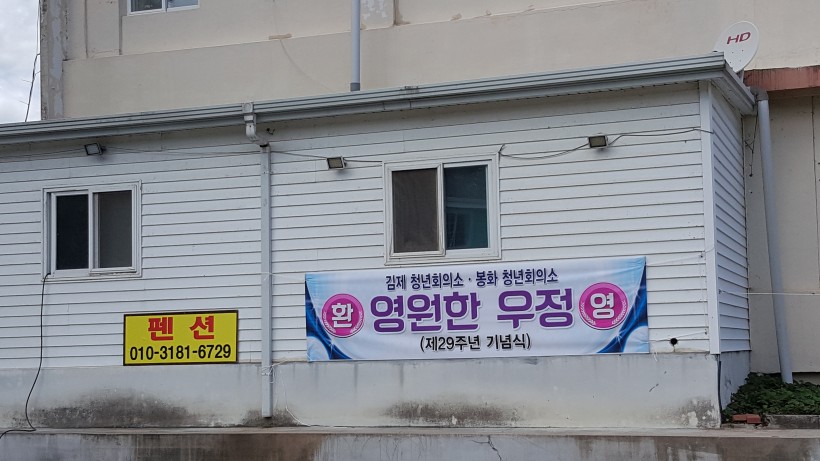 HD
김제 청년회의소 · 봉화 청년회의소
환 영원한 우정 영
(제29주년 기념식)
펜션
010-3181-6729